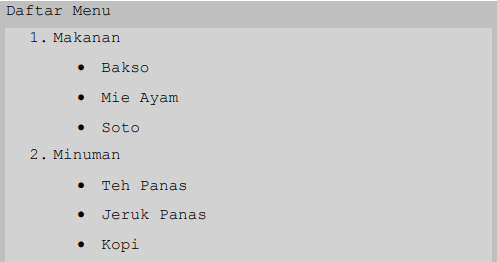 Daftar Menu
1. Makanan
• Bakso
• Mie Ayam
• Soto
2. Minuman
• Teh Panas
• Jeruk Panas
• Kopi